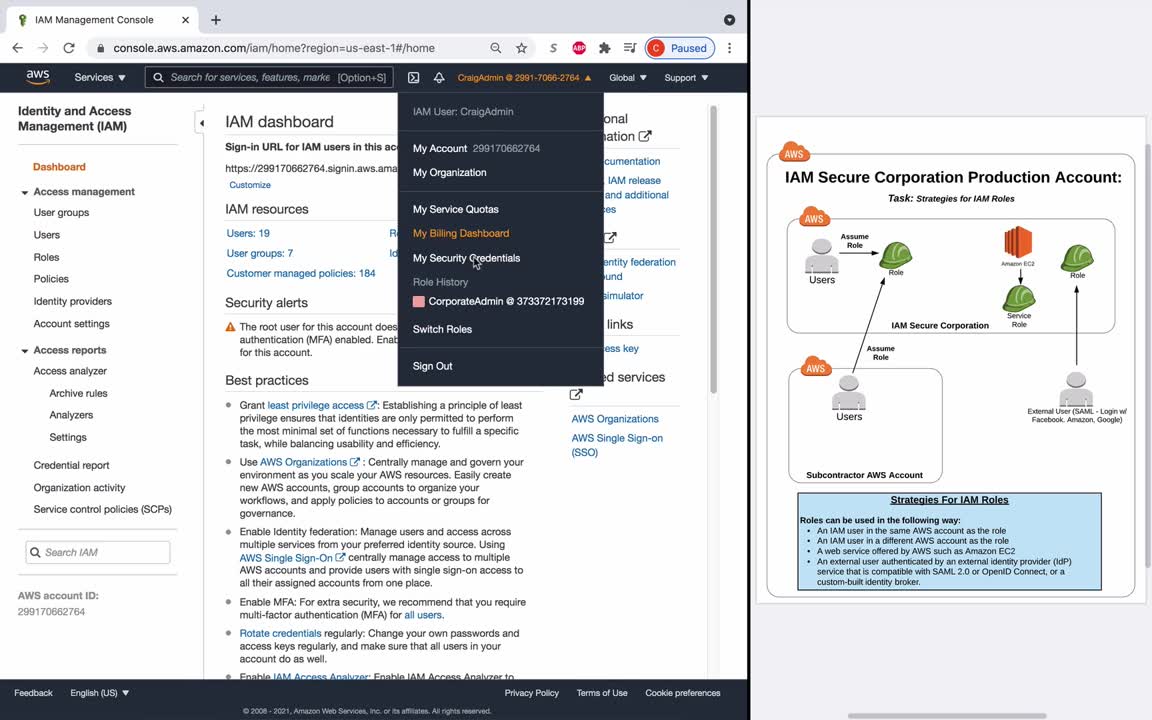 IAM Management Console
console.aws.amazon.com/iam/home?region=us-east-1#/home
S
ABP
C Paused
aws
Services
Search for services, features, marke [Option+S]
CraigAdmin @ 2991-7066-2764
Global
Support
Identity and Access
Management (IAM)
Dashboard
Access management
User groups
Users
Roles
Policies
Identity providers
Account settings
Access reports
Access analyzer
Archive rules
Analyzers
Settings
Credential report
Organization activity
Service control policies (SCPs)
Search IAM
AWS account ID:
299170662764
IAM dashboard
Sign-in URL for IAM users in this acco
https://299170662764.signin.aws.ama
Customize
IAM resources
Users: 19
User groups: 7
Customer managed policies: 184
Security alerts
The root user for this account does
authentication (MFA) enabled. Enab
for this account.
Best practices
Grant least privilege access : Establishing a principle of least
privilege ensures that identities are only permitted to perform
the most minimal set of functions necessary to fulfill a specific
task, while balancing usability and efficiency.
Use AWS Organizations : Centrally manage and govern your
environment as you scale your AWS resources. Easily create
new AWS accounts, group accounts to organize your
workflows, and apply policies to accounts or groups for
governance.
Enable Identity federation: Manage users and access across
multiple services from your preferred identity source. Using
AWS Single Sign-On centrally manage access to multiple
AWS accounts and provide users with single sign-on access to
all their assigned accounts from one place.
Enable MFA: For extra security, we recommend that you require
multi-factor authentication (MFA) for all users.
Rotate credentials regularly: Change your own passwords and
access keys regularly, and make sure that all users in your
account do as well.
Enable IAM Access Analyzer: Enable IAM Access Analyzer to
IAM User: CraigAdmin
My Account 299170662764
My Organization
My Service Quotas
My Billing Dashboard
My Security Credentials
Role History
CorporateAdmin @ 373372173199
Switch Roles
Sign Out
onal
nation
cumentation
IAM release
and additional
ces
entity federation
ound
simulator
links
ess key
ed services
AWS Organizations
AWS Single Sign-on
(SSO)
Feedback
English (US)
Privacy Policy
Terms of Use
Cookie preferences
© 2008 - 2021, Amazon Web Services, Inc. or its affiliates. All rights reserved.
AWS
IAM Secure Corporation Production Account:
Task: Strategies for IAM Roles
AWS
Users
Assume
Role
Role
Amazon EC2
Service
Role
Role
IAM Secure Corporation
Assume
Role
AWS
Users
External User (SAML - Login w/
Facebook. Amazon, Google)
Subcontractor AWS Account
Strategies For IAM Roles
Roles can be used in the following way:
An IAM user in the same AWS account as the role
An IAM user in a different AWS account as the role
A web service offered by AWS such as Amazon EC2
An external user authenticated by an external identity provider (IdP)
service that is compatible with SAML 2.0 or OpenID Connect, or a
custom-built identity broker.